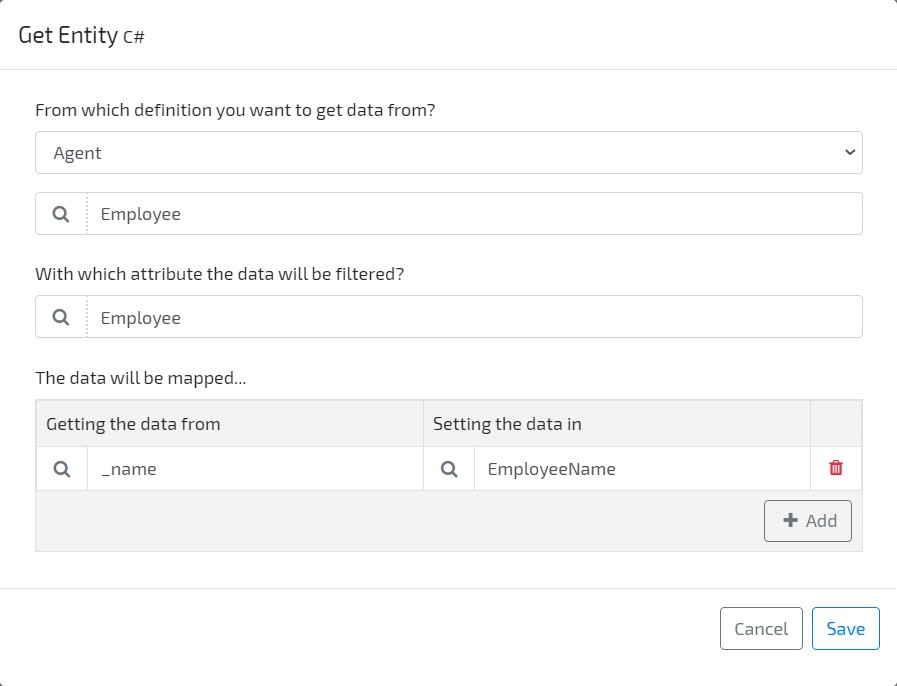 Get Entity C#
From which definition you want to get data from?
Agent
Employee
With which attribute the data will be filtered?
Employee
The data will be mapped...
Getting the data from Setting the data in
_name EmployeeName
Add
Cancel Save